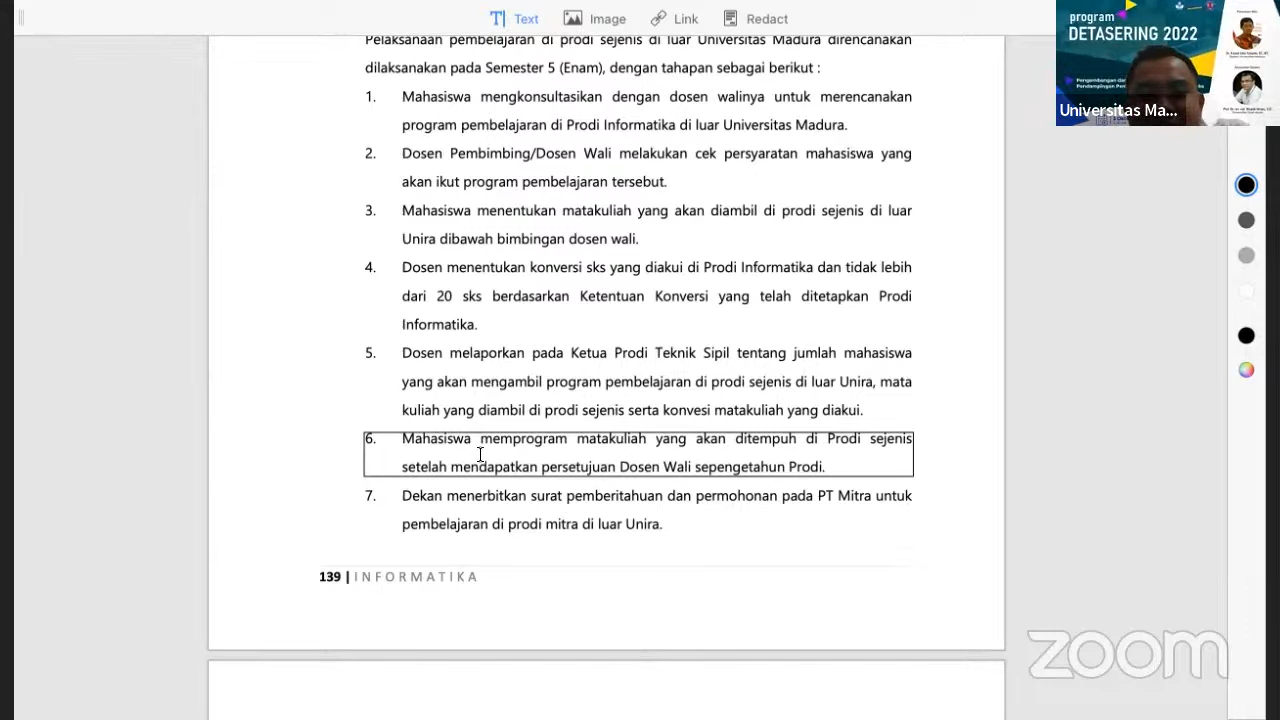 Text Image Link Redact
program
DETASERING 2022
Universitas Ma...
Pelaksanaan pembelajaran di prodi sejenis di luar Universitas Madura direncanakan
dilaksanakan pada Semester 5 (Enam), dengan tahapan sebagai berikut :
1. Mahasiswa mengkonsultasikan dengan dosen walinya untuk merencanakan
program pembelajaran di Prodi Informatika di luar Universitas Madura.
2. Dosen Pembimbing/Dosen Wali melakukan cek persyaratan mahasiswa yang
akan ikut program pembelajaran tersebut.
3. Mahasiswa menentukan matakuliah yang akan diambil di prodi sejenis di luar
Unira dibawah bimbingan dosen wali.
4. Dosen menentukan konversi sks yang diakui di Prodi Informatika dan tidak lebih
dari 20 sks berdasarkan Ketentuan Konversi yang telah ditetapkan Prodi
Informatika.
5. Dosen melaporkan pada Ketua Prodi Teknik Sipil tentang jumlah mahasiswa
yang akan mengambil program pembelajaran di prodi sejenis di luar Unira, mata
kuliah yang diambil di prodi sejenis serta konvesi matakuliah yang diakui.
6. Mahasiswa memprogram matakuliah yang akan ditempuh di Prodi sejenis
setelah mendapatkan persetujuan Dosen Wali sepengetahun Prodi.
7. Dekan menerbitkan surat pemberitahuan dan permohonan pada PT Mitra untuk
pembelajaran di prodi mitra di luar Unira.
139 | INFORMATIKA
zoom